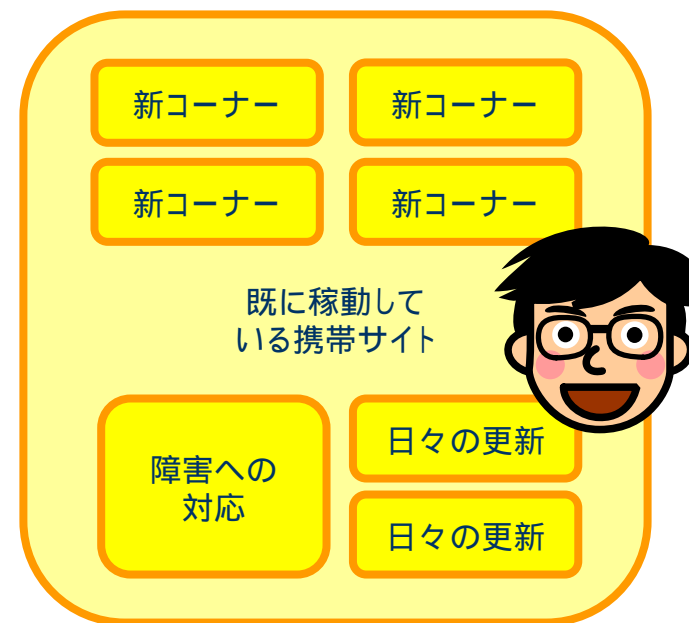 新コーナー
新コーナー
新コーナー
新コーナー
既に稼動して
いる携帯サイト
障害への
対応
日々の更新
日々の更新